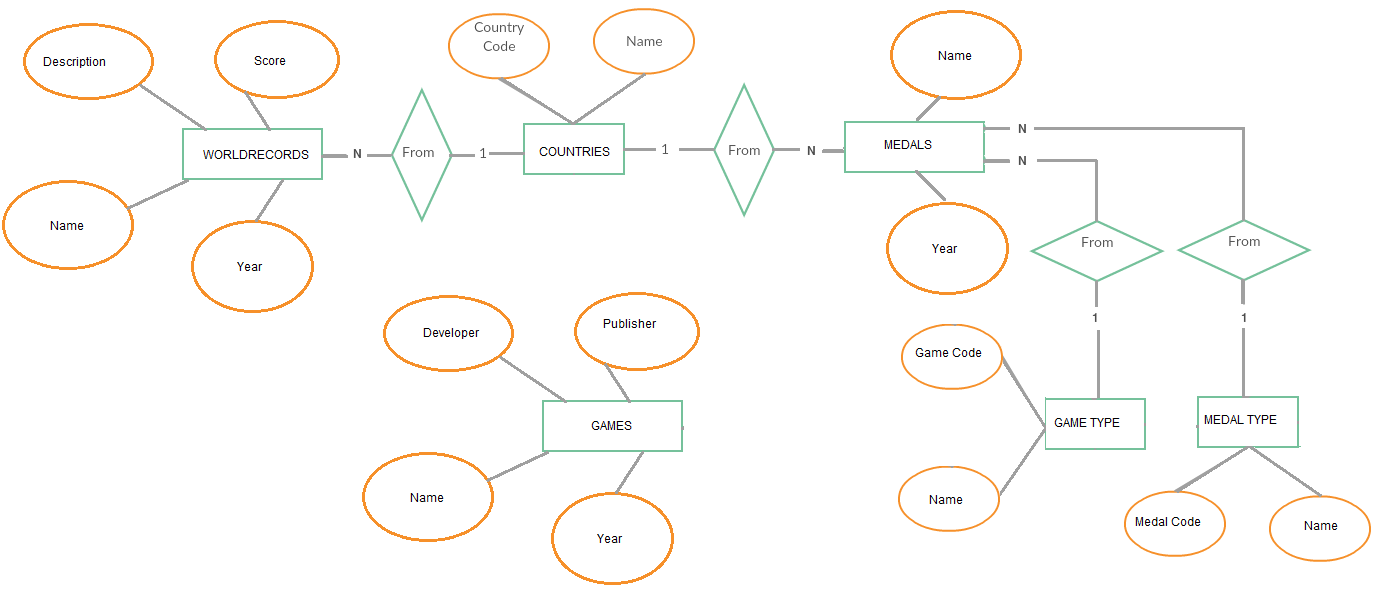 Description
Score
Country
Code
Name
Name
WORLDRECORDS
N
From
1
COUNTRIES
1
From
N
MEDALS
N
N
Name
Year
Year
From
From
Developer
Publisher
1
1
Game Code
GAMES
GAME TYPE
MEDAL TYPE
Name
Year
Name
Medal Code
Name